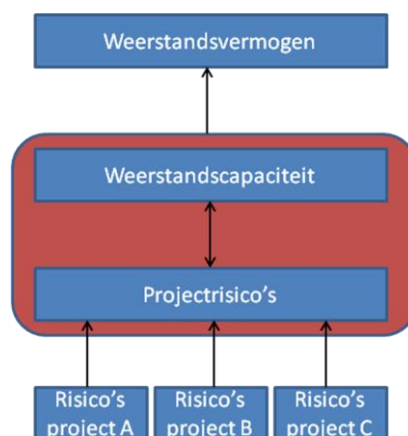 Weerstandsvermogen
Weerstandscapaciteit
Projectrisico's
Risico's
project A
Risico's
project B
Risico's
project C